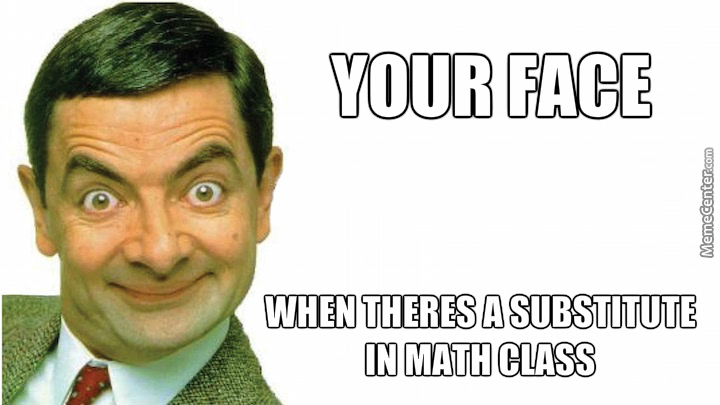 YOUR FACE
WHEN THERES A SUBSTITUTE
IN MATH CLASS
MemeCenter.com